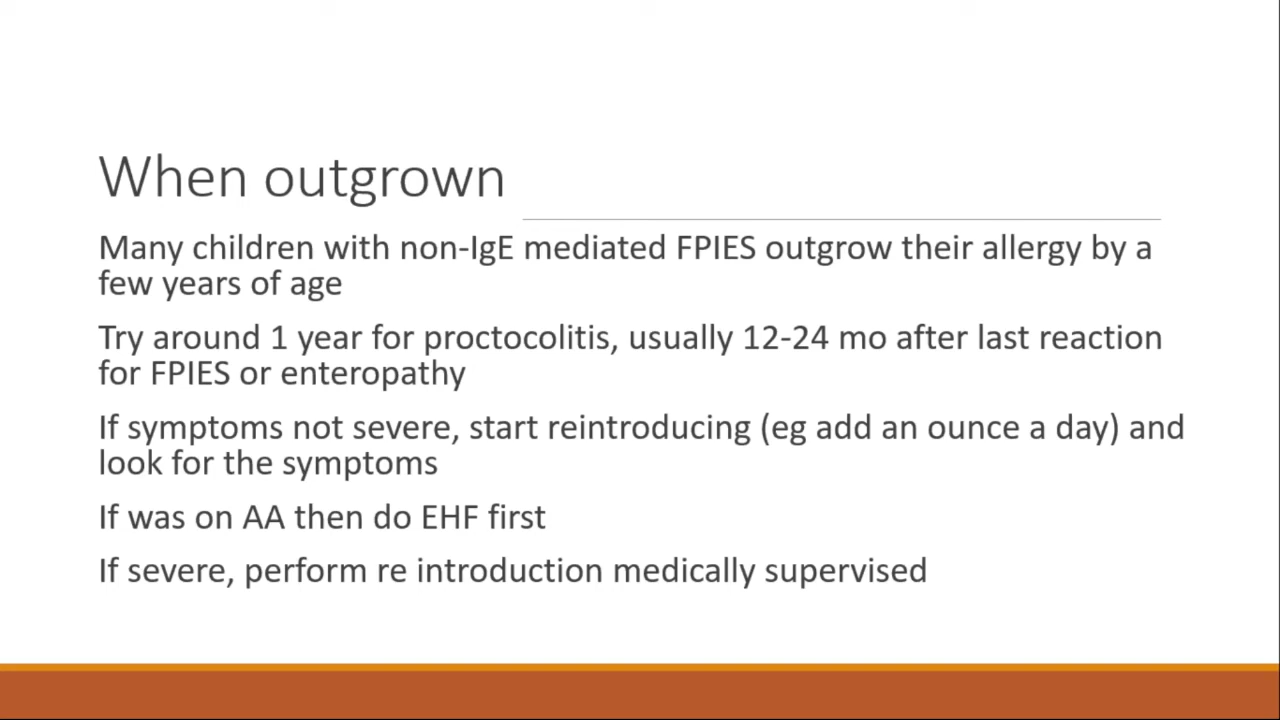 When outgrown
Many children with non-IgE mediated FPIES outgrow their allergy by a
few years of age
Try around 1 year for proctocolitis, usually 12-24 mo after last reaction
for FPIES or enteropathy
If symptoms not severe, start reintroducing (eg add an ounce a day) and
look for the symptoms
If was on AA then do EHF first
If severe, perform re introduction medically supervised